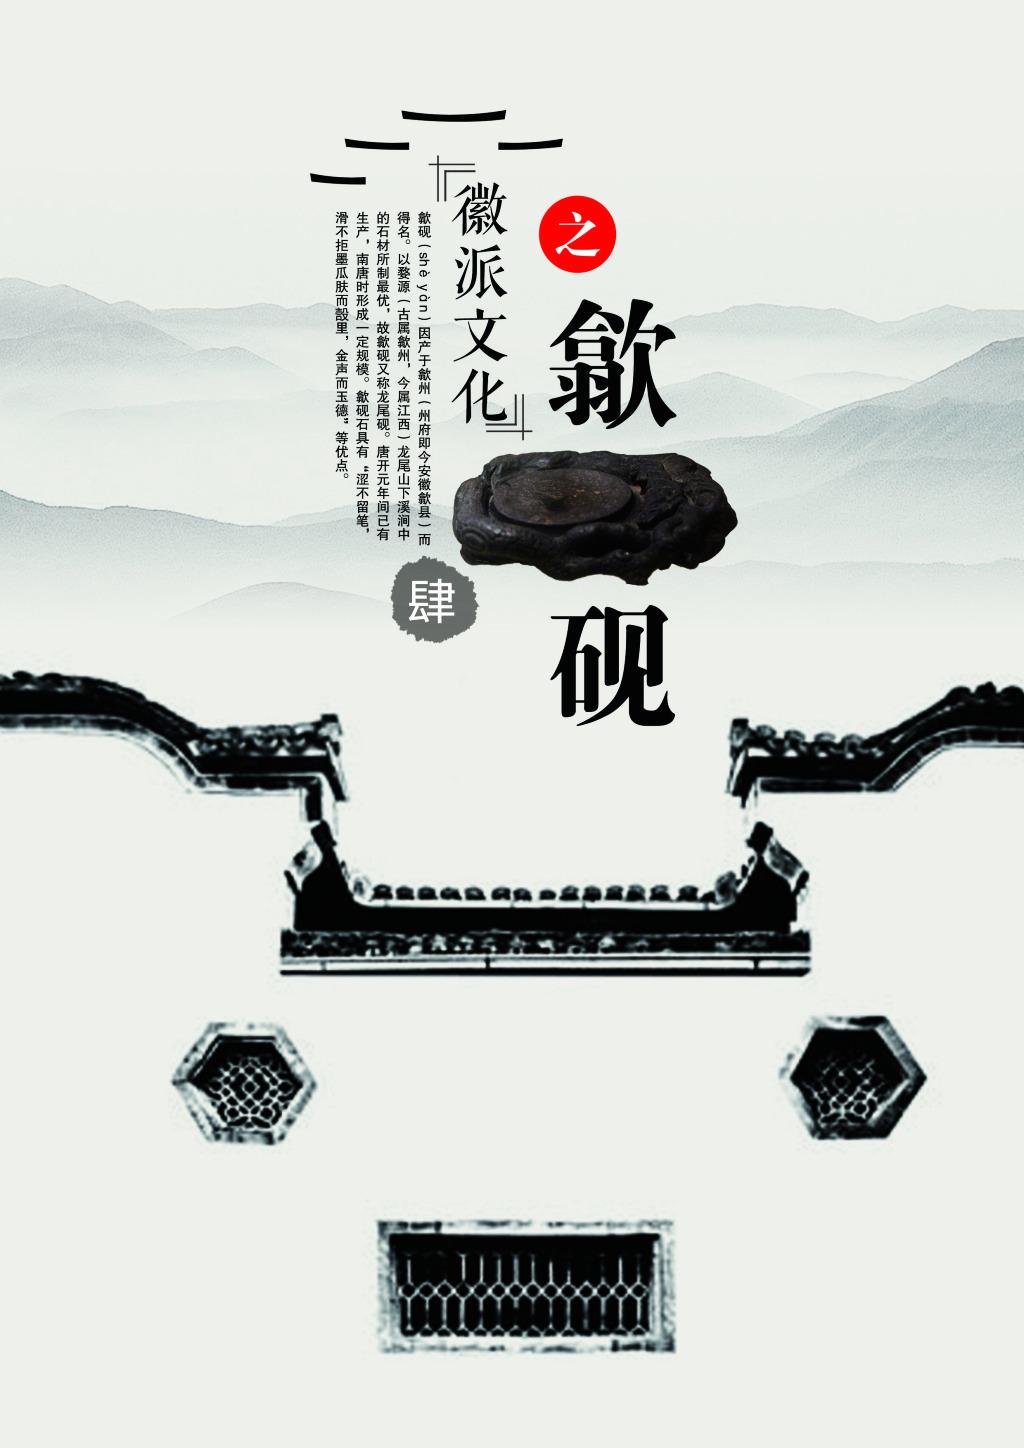 之
歙
砚
徽派文化
歙砚（shè yàn）因产于歙州（州府即今安徽歙县）而
得名。以婺源（古属歙州，今属江西）龙尾山下溪涧中
的石材所制最优，故歙砚又称龙尾砚。唐开元年间已有
生产，南唐时形成一定规模。歙砚石具有“涩不留笔，
滑不拒墨瓜肤而縠里，金声而玉德”等优点。
肆